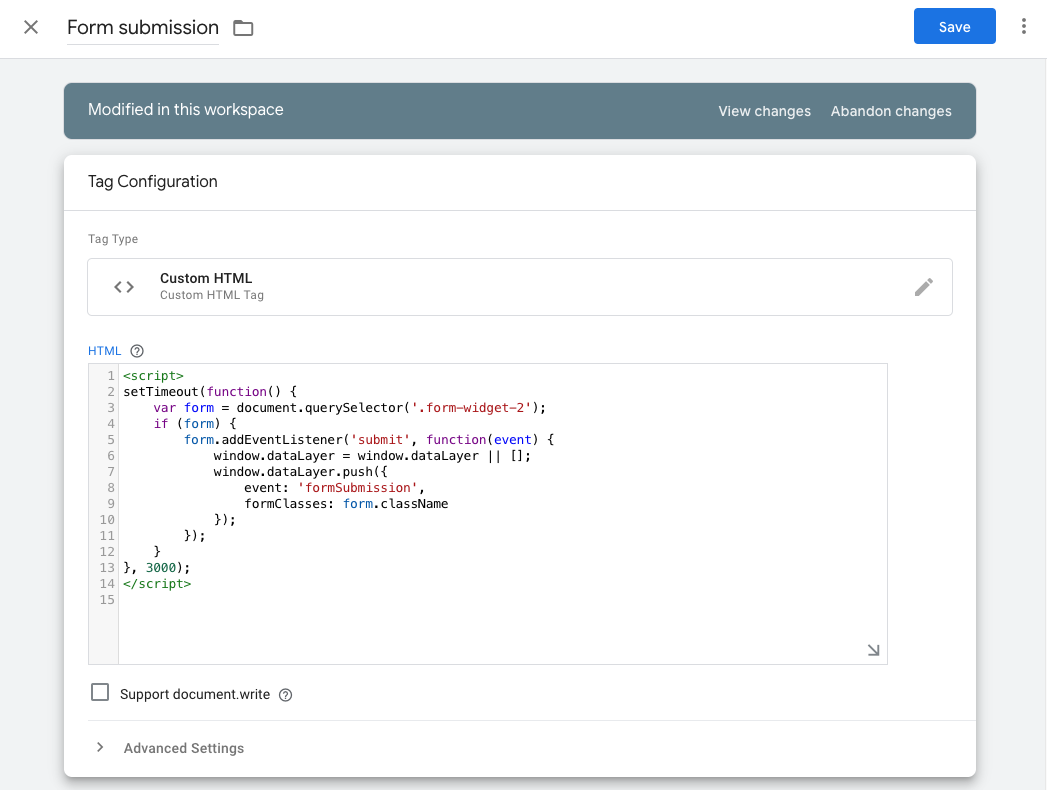 Form submission
Save
Modified in this workspace
View changes
Abandon changes
Tag Configuration
Tag Type
Custom HTML
Custom HTML Tag
HTML
1 <script>
2 setTimeout(function() {
3     var form = document.querySelector('.form-widget-2');
4     if (form) {
5         form.addEventListener('submit', function(event) {
6             window.dataLayer = window.dataLayer || [];
7             window.dataLayer.push({
8                 event: 'formSubmission',
9                 formClasses: form.className
10             });
11         });
12     }
13 }, 3000);
14 </script>
15
Support document.write
Advanced Settings